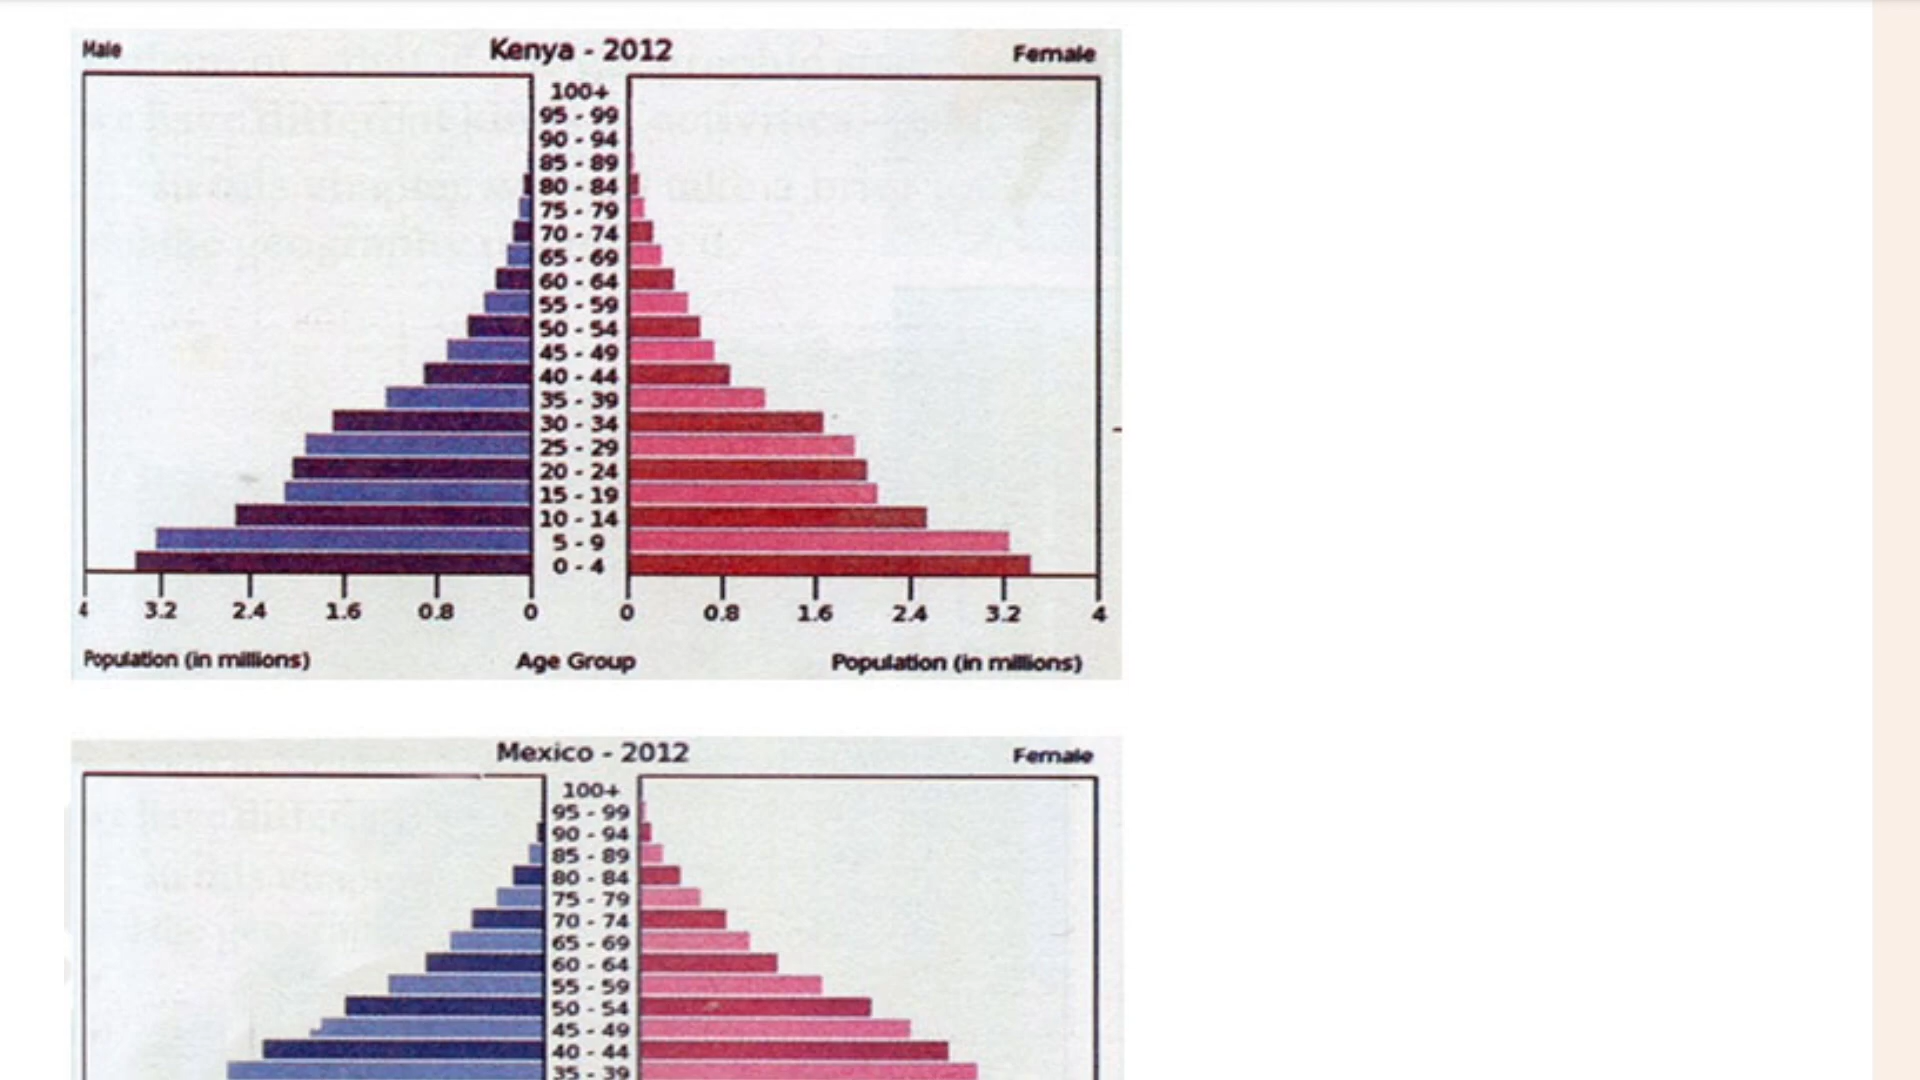 Male Kenya - 2012 Female
100+
95 - 99
90 - 94
85 - 89
80 - 84
75 - 79
70 - 74
65 - 69
60 - 64
55 - 59
50 - 54
45 - 49
40 - 44
35 - 39
30 - 34
25 - 29
20 - 24
15 - 19
10 - 14
5 - 9
0 - 4
4 3.2 2.4 1.6 0.8 0 0 0.8 1.6 2.4 3.2 4
Population (in millions) Age Group Population (in millions)
Mexico - 2012 Female
100+
95 - 99
90 - 94
85 - 89
80 - 84
75 - 79
70 - 74
65 - 69
60 - 64
55 - 59
50 - 54
45 - 49
40 - 44
35 - 39